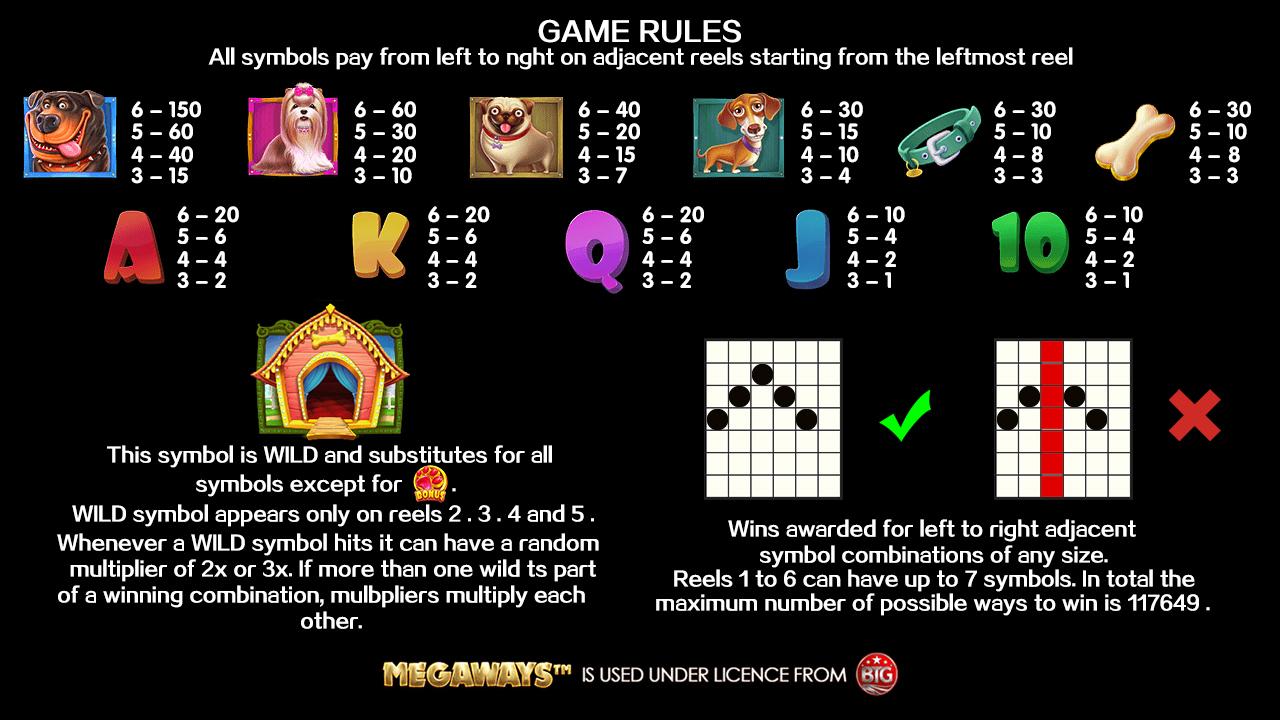 GAME RULES
All symbols pay from left to nght on adjacent reels starting from the leftmost reel
6 – 150
5 – 60
4 – 40
3 – 15
6 – 60
5 – 30
4 – 20
3 – 10
6 – 40
5 – 20
4 – 15
3 – 7
6 – 30
5 – 15
4 – 10
3 – 4
6 – 30
5 – 10
4 – 8
3 – 3
6 – 30
5 – 10
4 – 8
3 – 3
A
6 – 20
5 – 6
4 – 4
3 – 2
K
6 – 20
5 – 6
4 – 4
3 – 2
Q
6 – 20
5 – 6
4 – 4
3 – 2
J
6 – 10
5 – 4
4 – 2
3 – 1
10
6 – 10
5 – 4
4 – 2
3 – 1
This symbol is WILD and substitutes for all
symbols except for BONUS .
WILD symbol appears only on reels 2 . 3 . 4 and 5 .
Whenever a WILD symbol hits it can have a random
multiplier of 2x or 3x. If more than one wild ts part
of a winning combination, mulbpliers multiply each
other.
Wins awarded for left to right adjacent
symbol combinations of any size.
Reels 1 to 6 can have up to 7 symbols. In total the
maximum number of possible ways to win is 117649 .
MEGAWAYS™ IS USED UNDER LICENCE FROM BTG